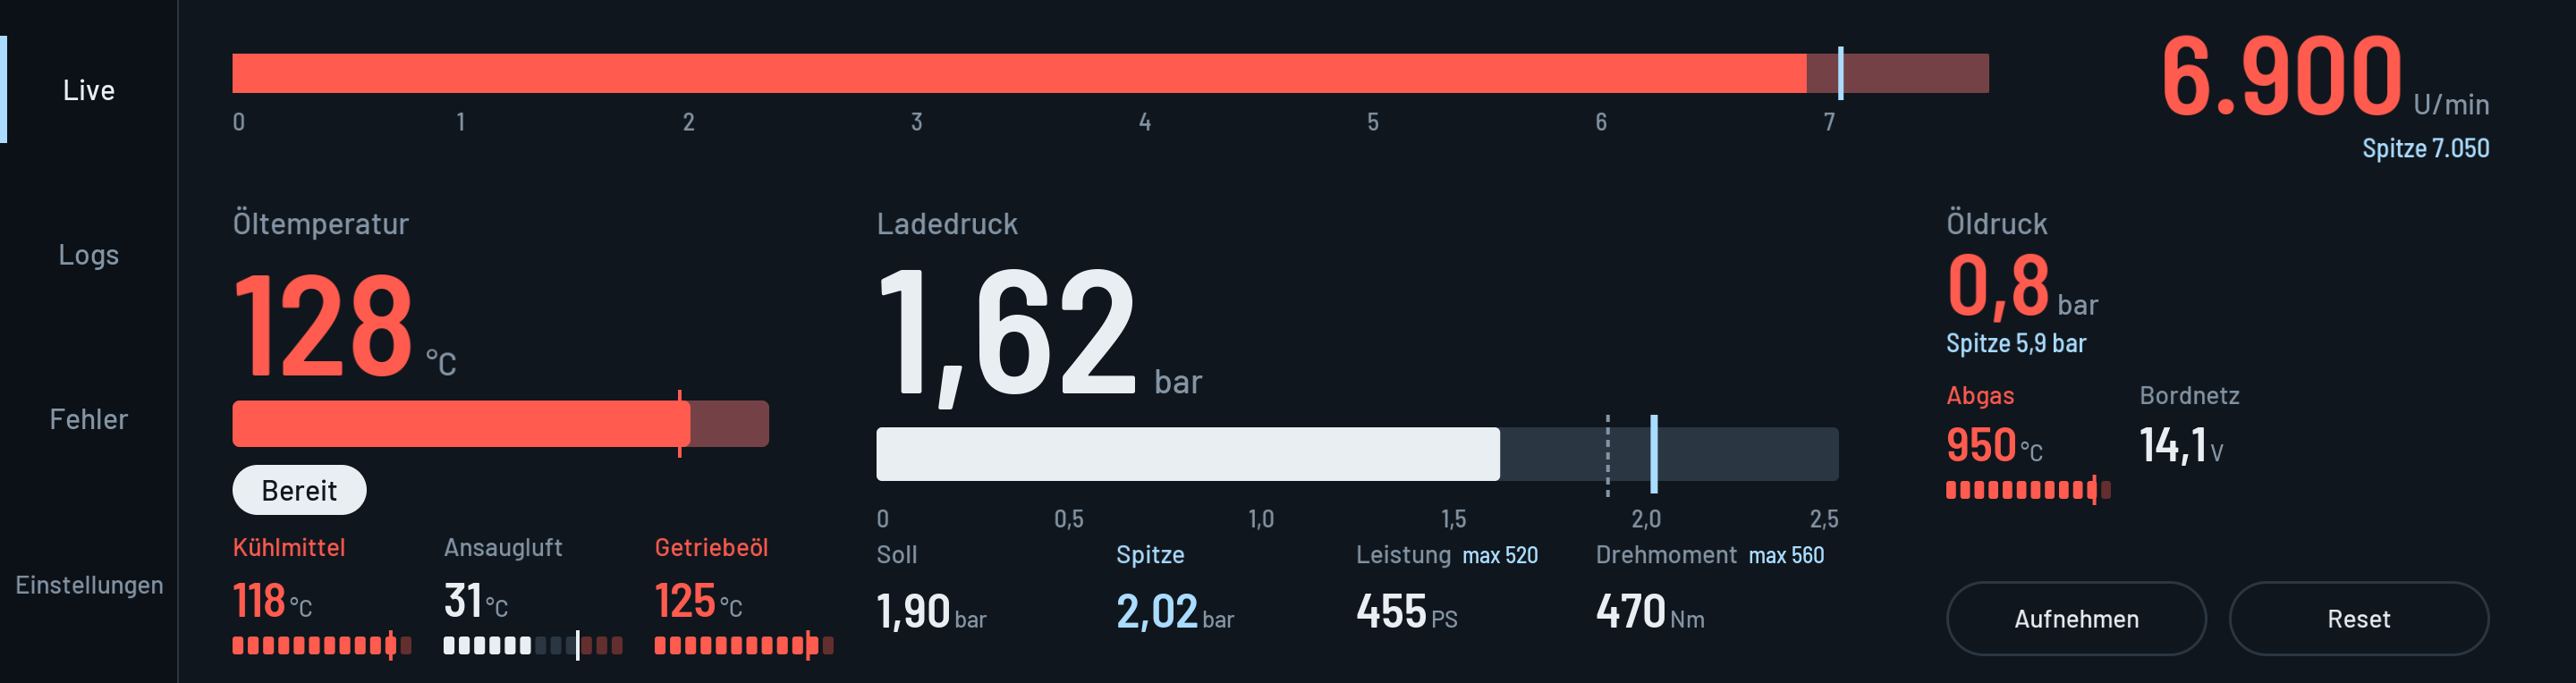 Live
Logs
Fehler
Einstellungen
0 1 2 3 4 5 6 7
6.900 U/min
Spitze 7.050
Öltemperatur
128 °C
Bereit
Kühlmittel
118 °C
Ansaugluft
31 °C
Getriebeöl
125 °C
Ladedruck
1,62 bar
0 0,5 1,0 1,5 2,0 2,5
Soll
1,90 bar
Spitze
2,02 bar
Leistung max 520
455 PS
Drehmoment max 560
470 Nm
Öldruck
0,8 bar
Spitze 5,9 bar
Abgas
950 °C
Bordnetz
14,1 V
Aufnehmen
Reset